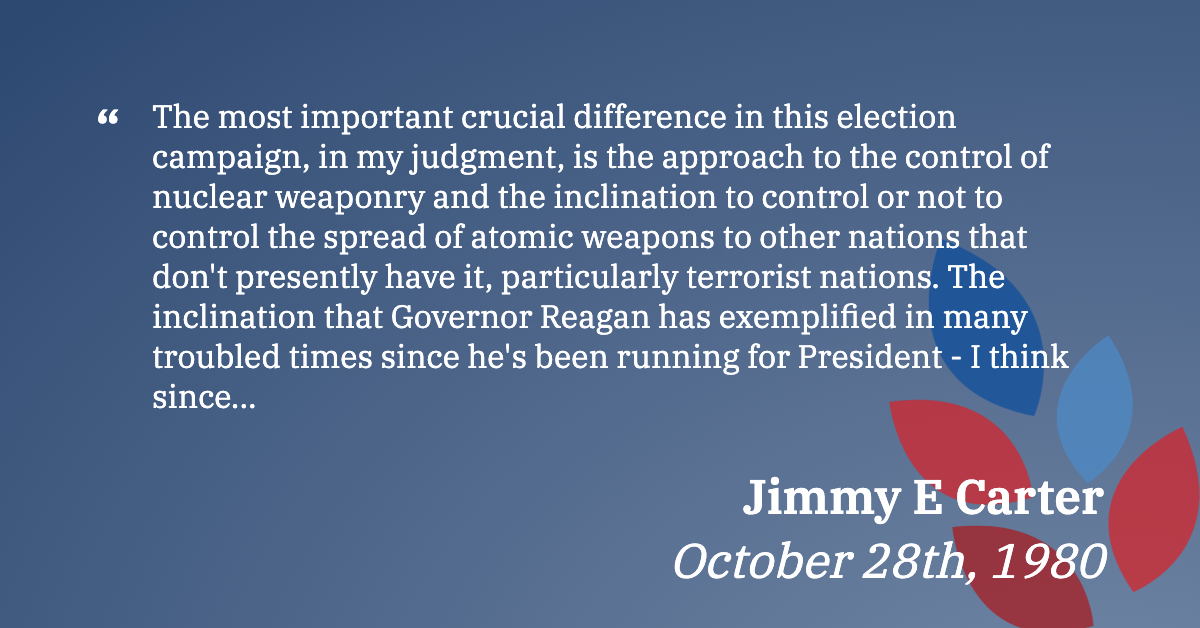 “ The most important crucial difference in this election
campaign, in my judgment, is the approach to the control of
nuclear weaponry and the inclination to control or not to
control the spread of atomic weapons to other nations that
don't presently have it, particularly terrorist nations. The
inclination that Governor Reagan has exemplified in many
troubled times since he's been running for President - I think
since...
Jimmy E Carter
October 28th, 1980